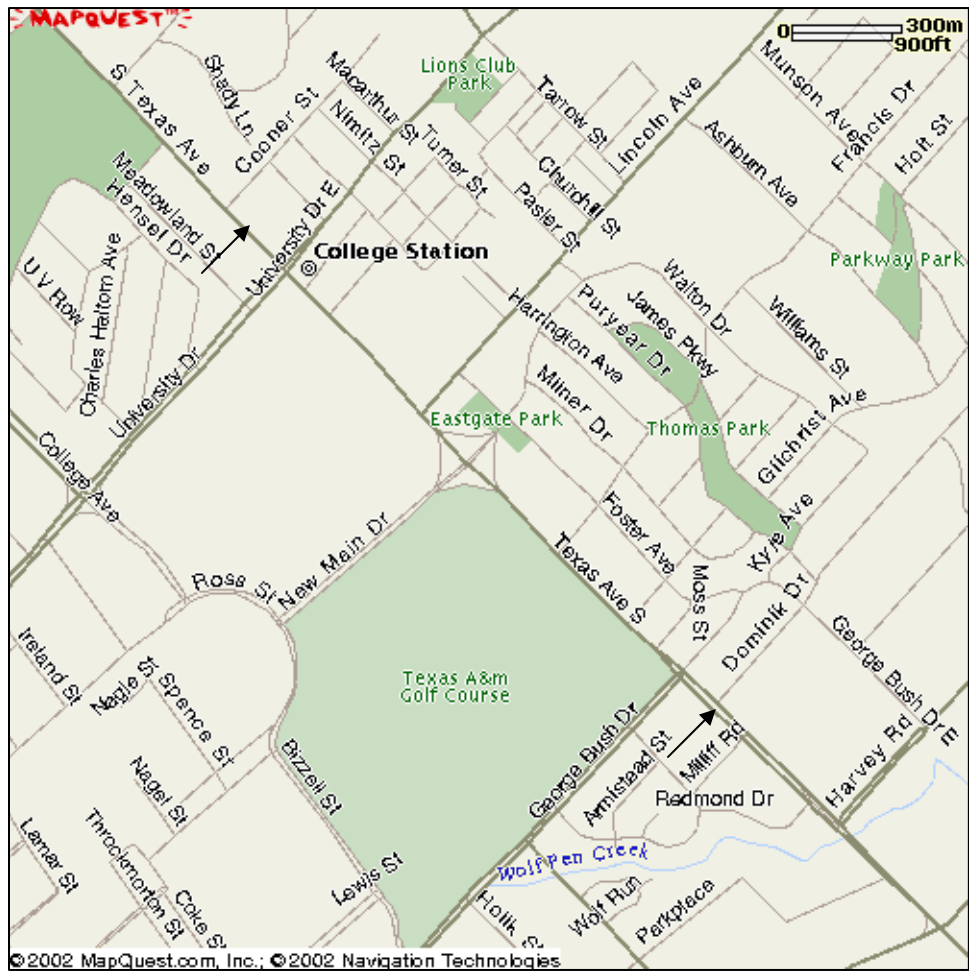 MAPQUEST™
0 300m
900ft
S Texas Ave
Shady Ln
Cooner St
Macarthur St
Nimitz St
Lions Club
Park
Turner St
Tarrow St
Lincoln Ave
Munson Ave
Francis Dr
Holt St
Ashburn Ave
Churchill St
Pasler St
Meadowland St
Hensel Dr
University Dr E
College Station
Parkway Park
U V Row
Charles Haltom Ave
University Dr
Harrington Ave
Puryear Dr
James Pkwy
Walton Dr
Williams St
Milner Dr
Eastgate Park
Thomas Park
Gilchrist Ave
College Ave
New Main Dr
Foster Ave
Kyle Ave
Ross St
Texas Ave S
Moss St
Dominik Dr
Ireland St
Nagle St
Spence St
Texas A&m
Golf Course
George Bush Dr E
George Bush Dr
Armistead St
Milliff Rd
Harvey Rd
Bizzell St
Nagel St
Redmond Dr
Lamar St
Throckmorton St
Coke St
Lewis St
Wolf Pen Creek
Holik St
Wolf Run
Parkplace
©2002 MapQuest.com, Inc.; ©2002 Navigation Technologies